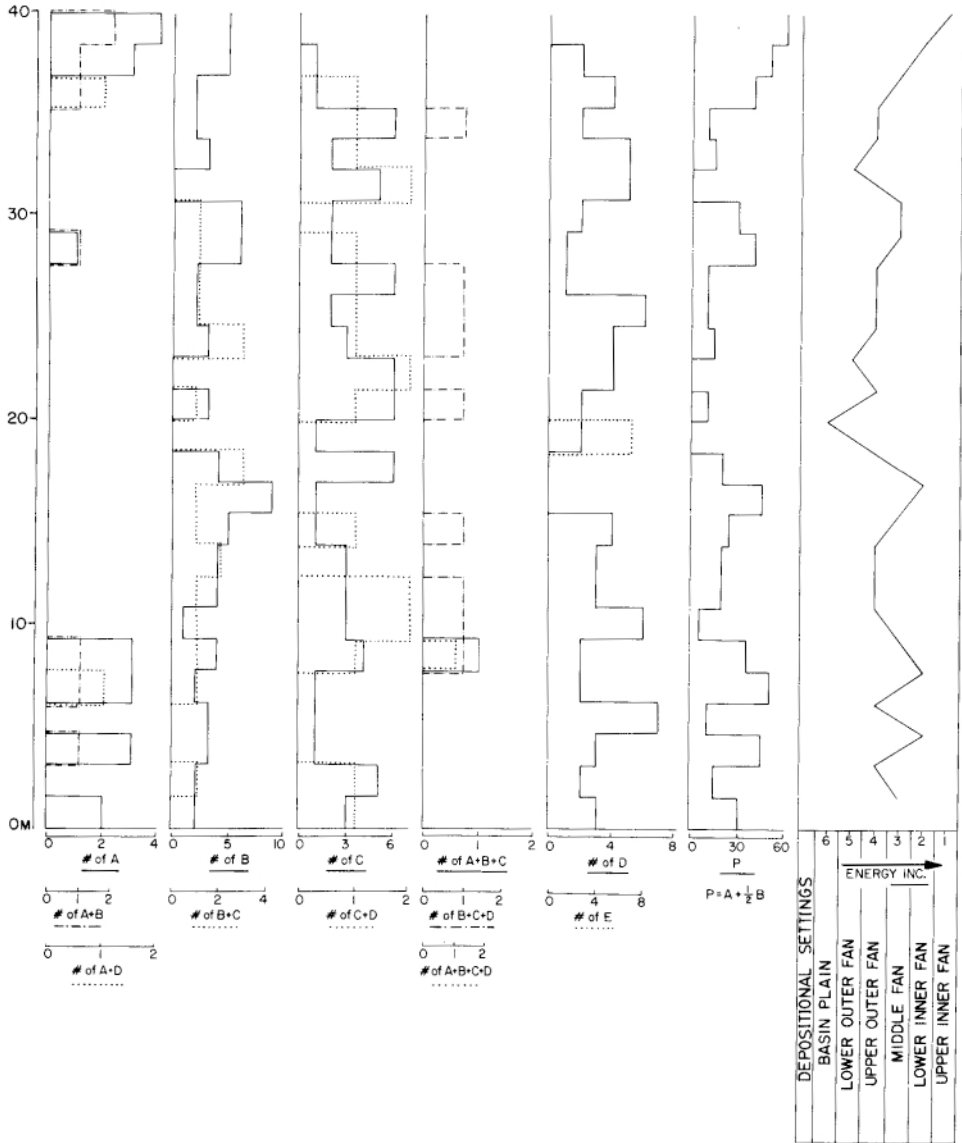 40
30
20
10
OM
0 2 4
# of A
0 1 2
# of A+B
0 1 2
# of A+D
0 5 10
# of B
0 4
# of B+C
0 3 6
# of C
0 2
# of C+D
0 1 2
# of A+B+C
0 1 2
# of B+C+D
0 1 2
# of A+B+C+D
0 4 8
# of D
0 4 8
# of E
0 30 60
P
P=A+½B
6 5 4 3 2 1
ENERGY INC.
DEPOSITIONAL SETTINGS
BASIN PLAIN
LOWER OUTER FAN
UPPER OUTER FAN
MIDDLE FAN
LOWER INNER FAN
UPPER INNER FAN